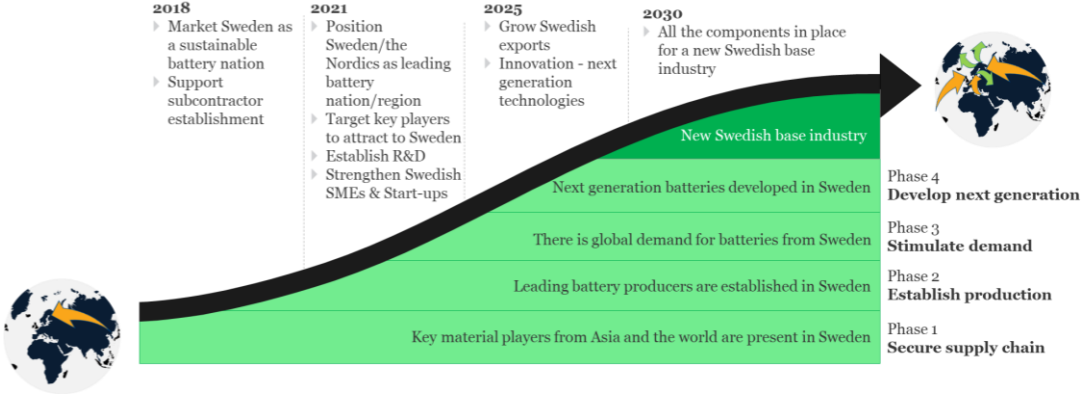 2018
Market Sweden as
a sustainable
battery nation
Support
subcontractor
establishment
2021
Position
Sweden/the
Nordics as leading
battery
nation/region
Target key players
to attract to Sweden
Establish R&D
Strengthen Swedish
SMEs & Start-ups
2025
Grow Swedish
exports
Innovation - next
generation
technologies
2030
All the components in place
for a new Swedish base
industry
New Swedish base industry
Next generation batteries developed in Sweden
Phase 4
Develop next generation
There is global demand for batteries from Sweden
Phase 3
Stimulate demand
Leading battery producers are established in Sweden
Phase 2
Establish production
Key material players from Asia and the world are present in Sweden
Phase 1
Secure supply chain